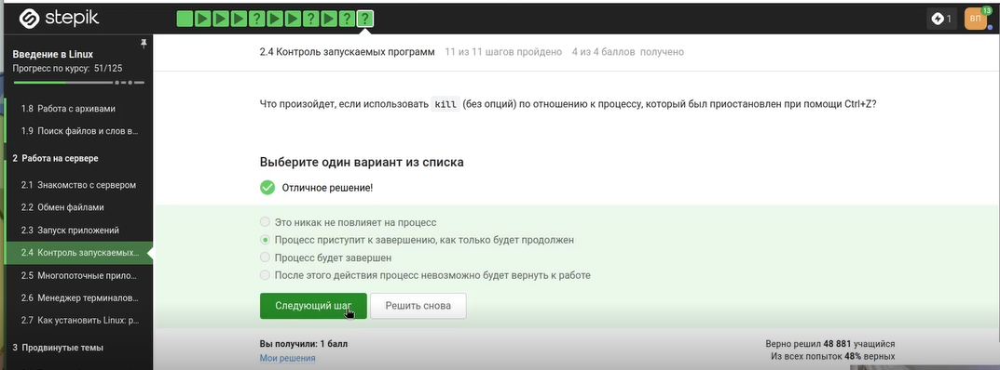 stepik
1
ВП
13
Введение в Linux
Прогресс по курсу: 51/125
1.8 Работа с архивами
1.9 Поиск файлов и слов в...
2 Работа на сервере
2.1 Знакомство с сервером
2.2 Обмен файлами
2.3 Запуск приложений
2.4 Контроль запускаемых...
2.5 Многопоточные прило...
2.6 Менеджер терминалов...
2.7 Как установить Linux: р...
3 Продвинутые темы
2.4 Контроль запускаемых программ 11 из 11 шагов пройдено 4 из 4 баллов получено
Что произойдет, если использовать kill (без опций) по отношению к процессу, который был приостановлен при помощи Ctrl+Z?
Выберите один вариант из списка
Отличное решение!
Это никак не повлияет на процесс
Процесс приступит к завершению, как только будет продолжен
Процесс будет завершен
После этого действия процесс невозможно будет вернуть к работе
Следующий шаг Решить снова
Вы получили: 1 балл
Мои решения
Верно решил 48 881 учащийся
Из всех попыток 48% верных